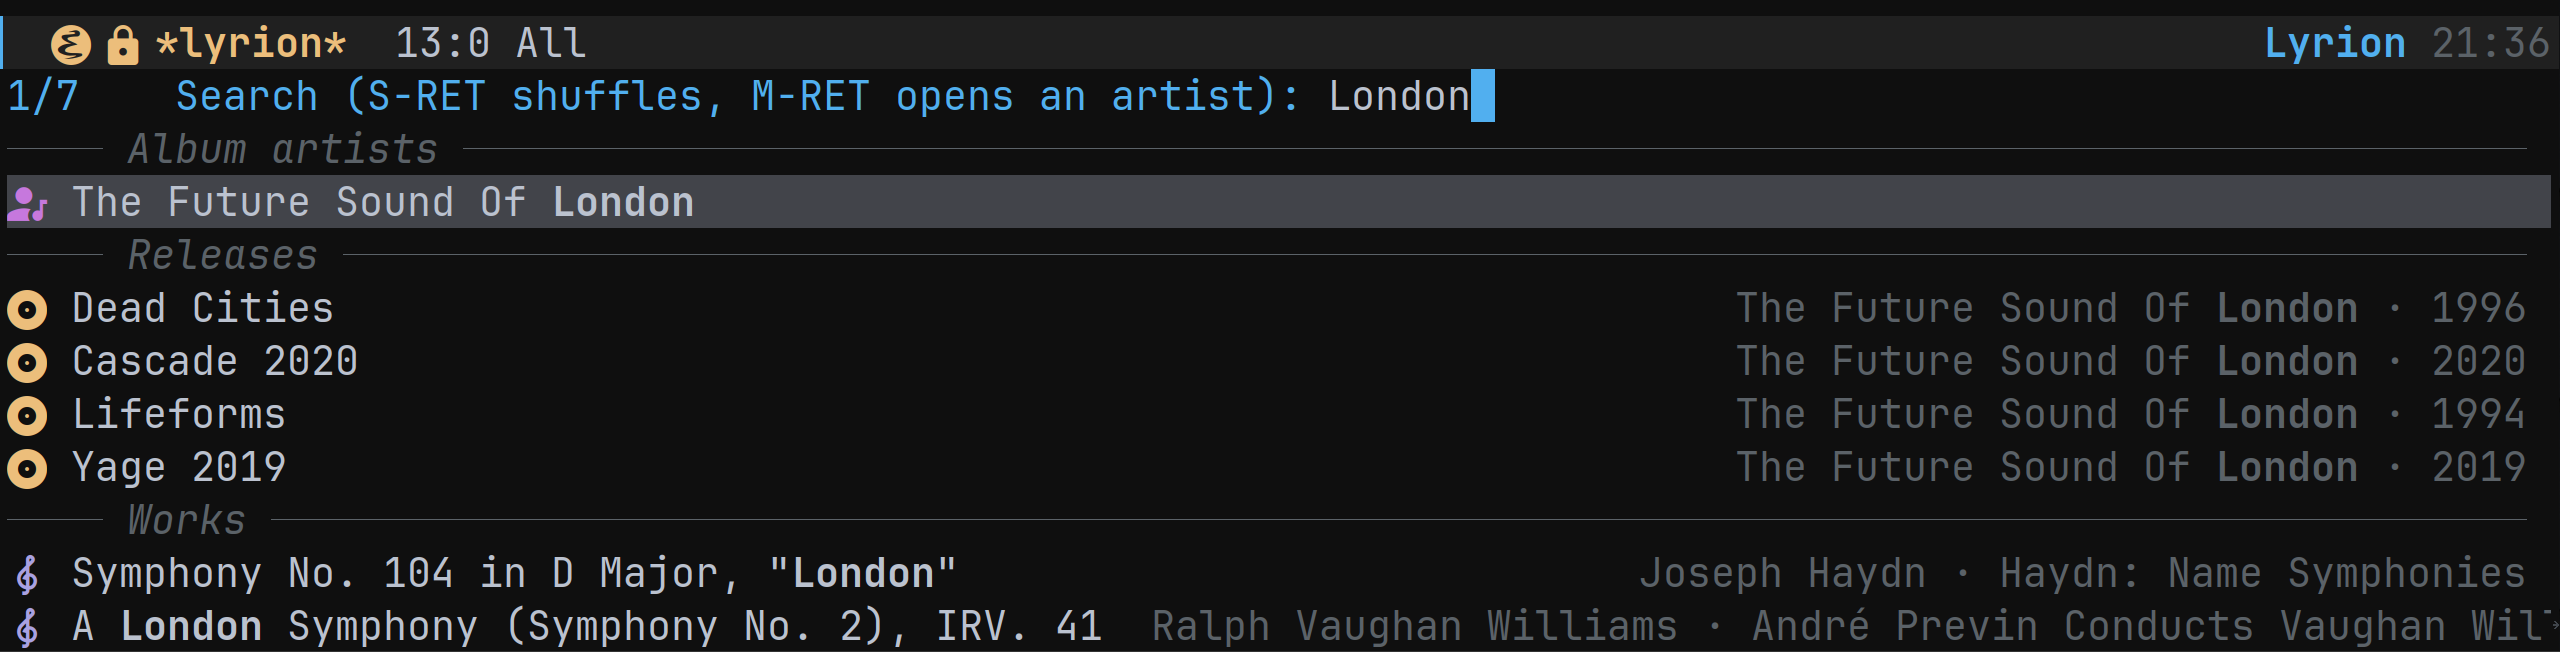 *lyrion* 13:0 All Lyrion 21:36
1/7 Search (S-RET shuffles, M-RET opens an artist): London
Album artists
The Future Sound Of London
Releases
Dead Cities The Future Sound Of London · 1996
Cascade 2020 The Future Sound Of London · 2020
Lifeforms The Future Sound Of London · 1994
Yage 2019 The Future Sound Of London · 2019
Works
Symphony No. 104 in D Major, "London" Joseph Haydn · Haydn: Name Symphonies
A London Symphony (Symphony No. 2), IRV. 41 Ralph Vaughan Williams · André Previn Conducts Vaughan Wil